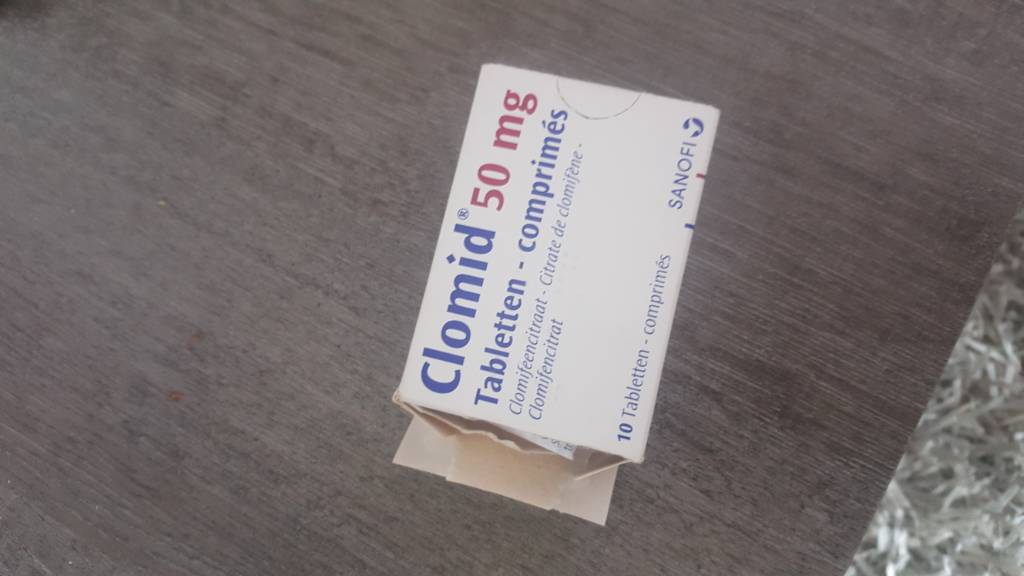 Clomid® 50 mg
Tabletten - comprimés
Clomifeencitraat - Citrate de clomifène -
Clomifencitrat
10 Tabletten - comprimés
SANOFI